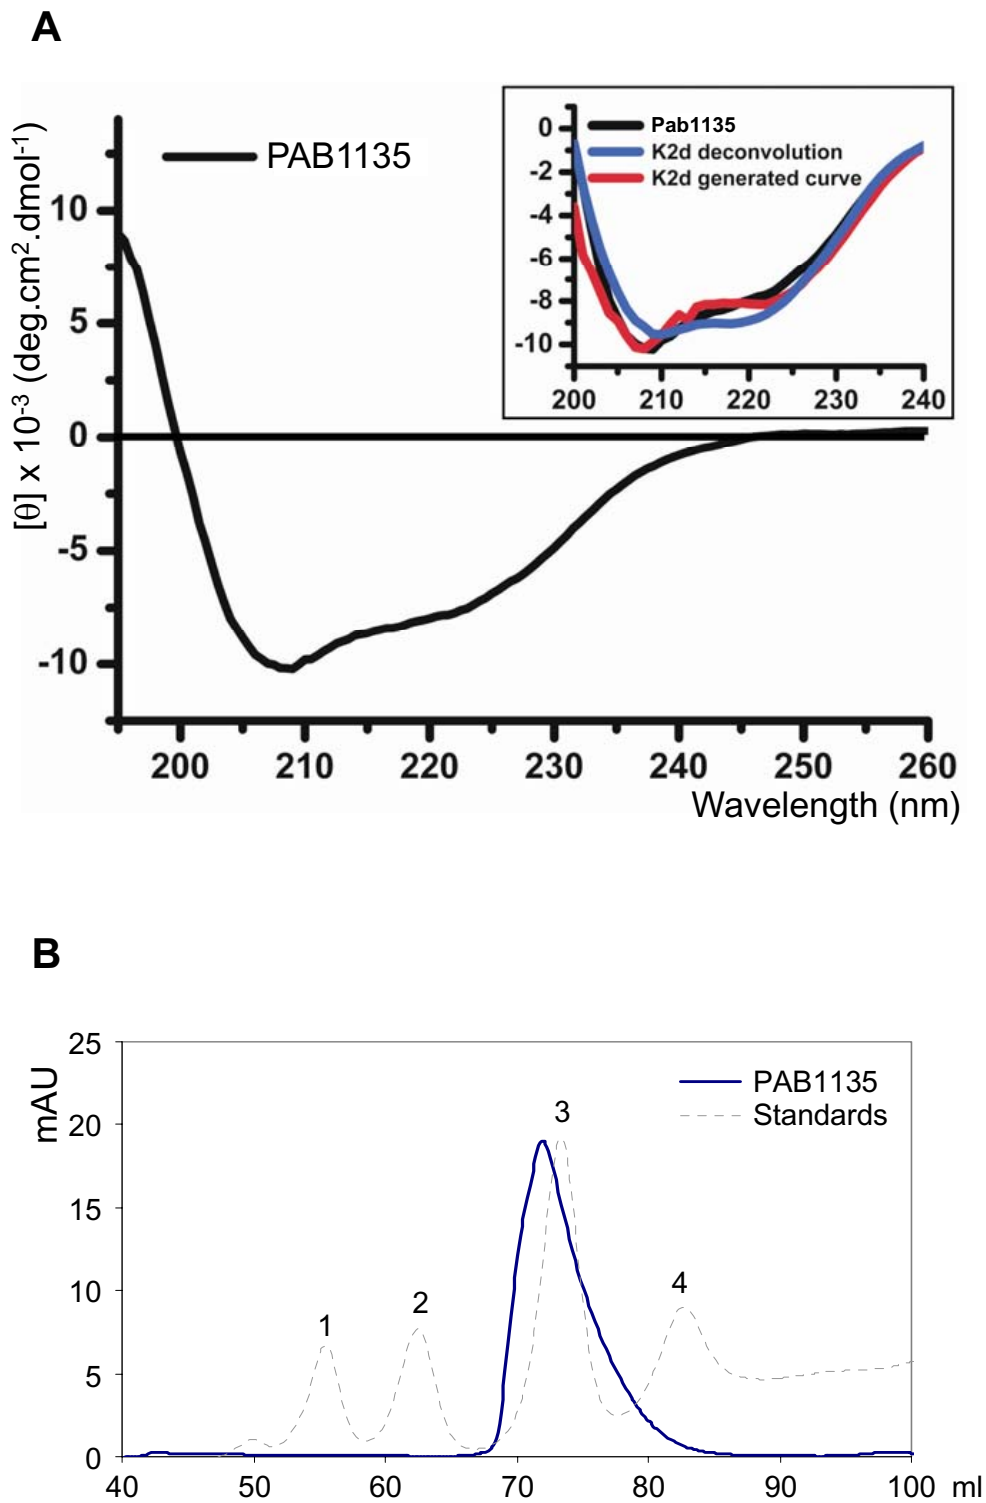 A
[θ] x 10-3 (deg.cm2.dmol-1)
PAB1135
10
5
0
-5
-10
200 210 220 230 240 250 260
Wavelength (nm)
Pab1135
K2d deconvolution
K2d generated curve
0
-2
-4
-6
-8
-10
200 210 220 230 240
B
mAU
25
20
15
10
5
0
PAB1135
Standards
1
2
3
4
40 50 60 70 80 90 100 ml